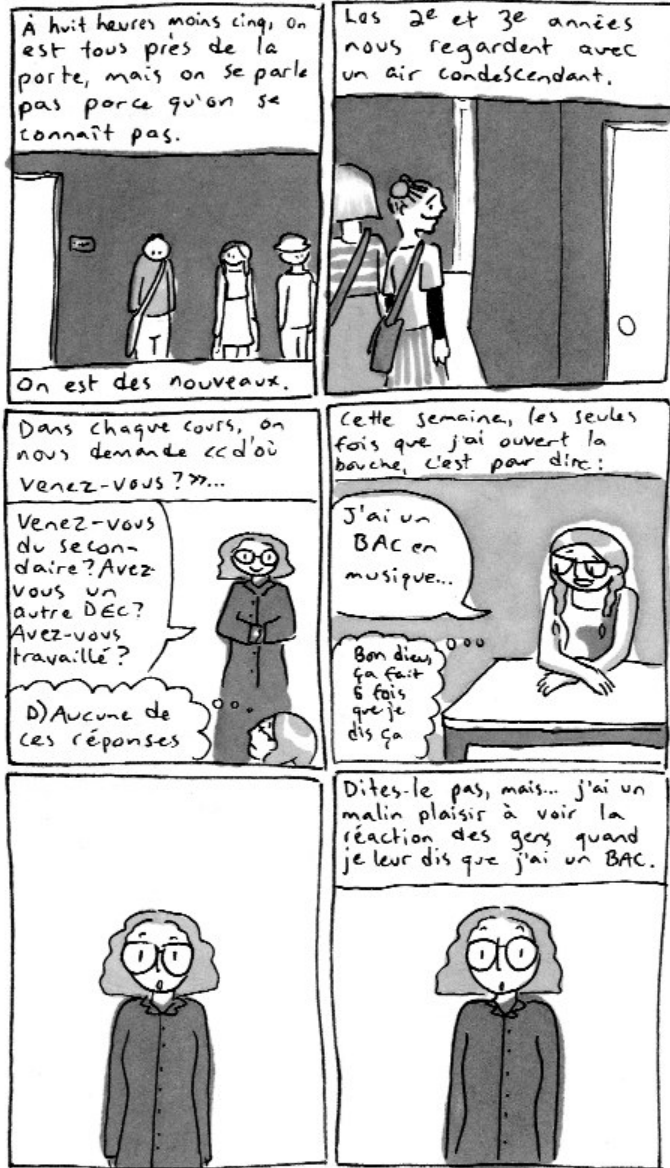 À huit heures moins cinq, on
est tous près de la
porte, mais on se parle
pas parce qu'on se
connaît pas.
On est des nouveaux.
Les 2e et 3e années
nous regardent avec
un air condescendant.
Dans chaque cours, on
nous demande <<d'où
venez-vous?>>...
Venez-vous
du secon-
daire? Avez-
vous un
autre DEC?
Avez-vous
travaillé?
D) Aucune de
ces réponses
Cette semaine, les seules
fois que j'ai ouvert la
bouche, c'est pour dire:
J'ai un
BAC en
musique...
Bon dieu,
ça fait
6 fois
que je
dis ça
Dites-le pas, mais... j'ai un
malin plaisir à voir la
réaction des gens quand
je leur dis que j'ai un BAC.